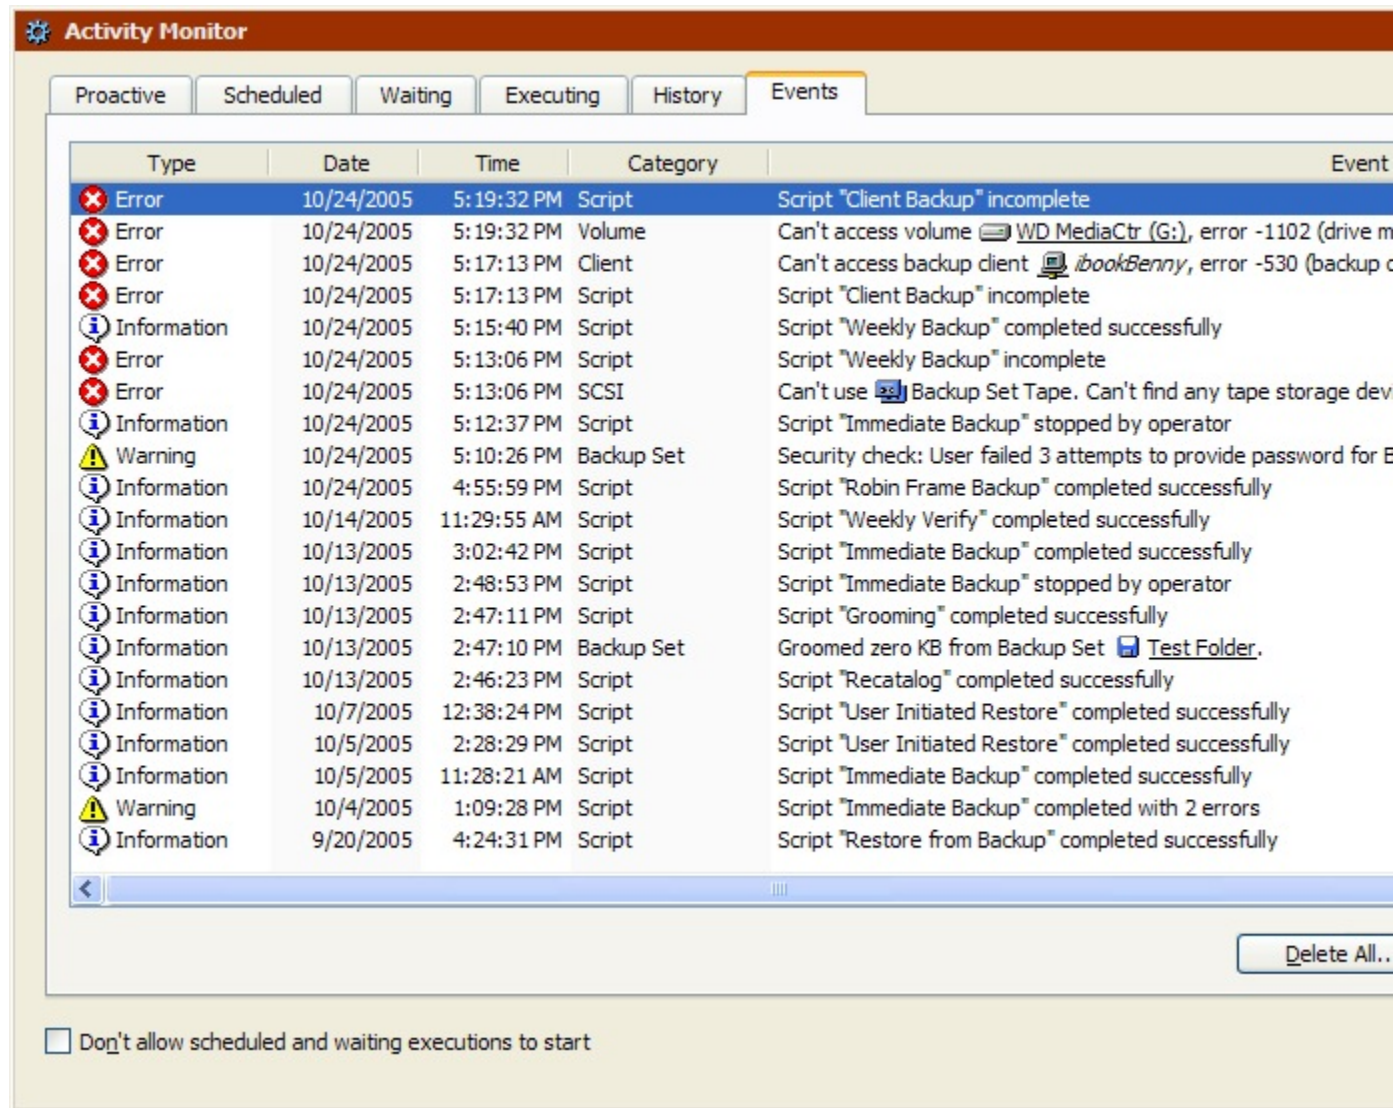 Activity Monitor
Proactive Scheduled Waiting Executing History Events
Type Date Time Category Event
Error 10/24/2005 5:19:32 PM Script Script "Client Backup" incomplete
Error 10/24/2005 5:19:32 PM Volume Can't access volume WD MediaCtr (G:), error -1102 (drive m
Error 10/24/2005 5:17:13 PM Client Can't access backup client ibookBenny, error -530 (backup c
Error 10/24/2005 5:17:13 PM Script Script "Client Backup" incomplete
Information 10/24/2005 5:15:40 PM Script Script "Weekly Backup" completed successfully
Error 10/24/2005 5:13:06 PM Script Script "Weekly Backup" incomplete
Error 10/24/2005 5:13:06 PM SCSI Can't use Backup Set Tape. Can't find any tape storage devi
Information 10/24/2005 5:12:37 PM Script Script "Immediate Backup" stopped by operator
Warning 10/24/2005 5:10:26 PM Backup Set Security check: User failed 3 attempts to provide password for B
Information 10/24/2005 4:55:59 PM Script Script "Robin Frame Backup" completed successfully
Information 10/14/2005 11:29:55 AM Script Script "Weekly Verify" completed successfully
Information 10/13/2005 3:02:42 PM Script Script "Immediate Backup" completed successfully
Information 10/13/2005 2:48:53 PM Script Script "Immediate Backup" stopped by operator
Information 10/13/2005 2:47:11 PM Script Script "Grooming" completed successfully
Information 10/13/2005 2:47:10 PM Backup Set Groomed zero KB from Backup Set Test Folder.
Information 10/13/2005 2:46:23 PM Script Script "Recatalog" completed successfully
Information 10/7/2005 12:38:24 PM Script Script "User Initiated Restore" completed successfully
Information 10/5/2005 2:28:29 PM Script Script "User Initiated Restore" completed successfully
Information 10/5/2005 11:28:21 AM Script Script "Immediate Backup" completed successfully
Warning 10/4/2005 1:09:28 PM Script Script "Immediate Backup" completed with 2 errors
Information 9/20/2005 4:24:31 PM Script Script "Restore from Backup" completed successfully
Delete All..
Don't allow scheduled and waiting executions to start